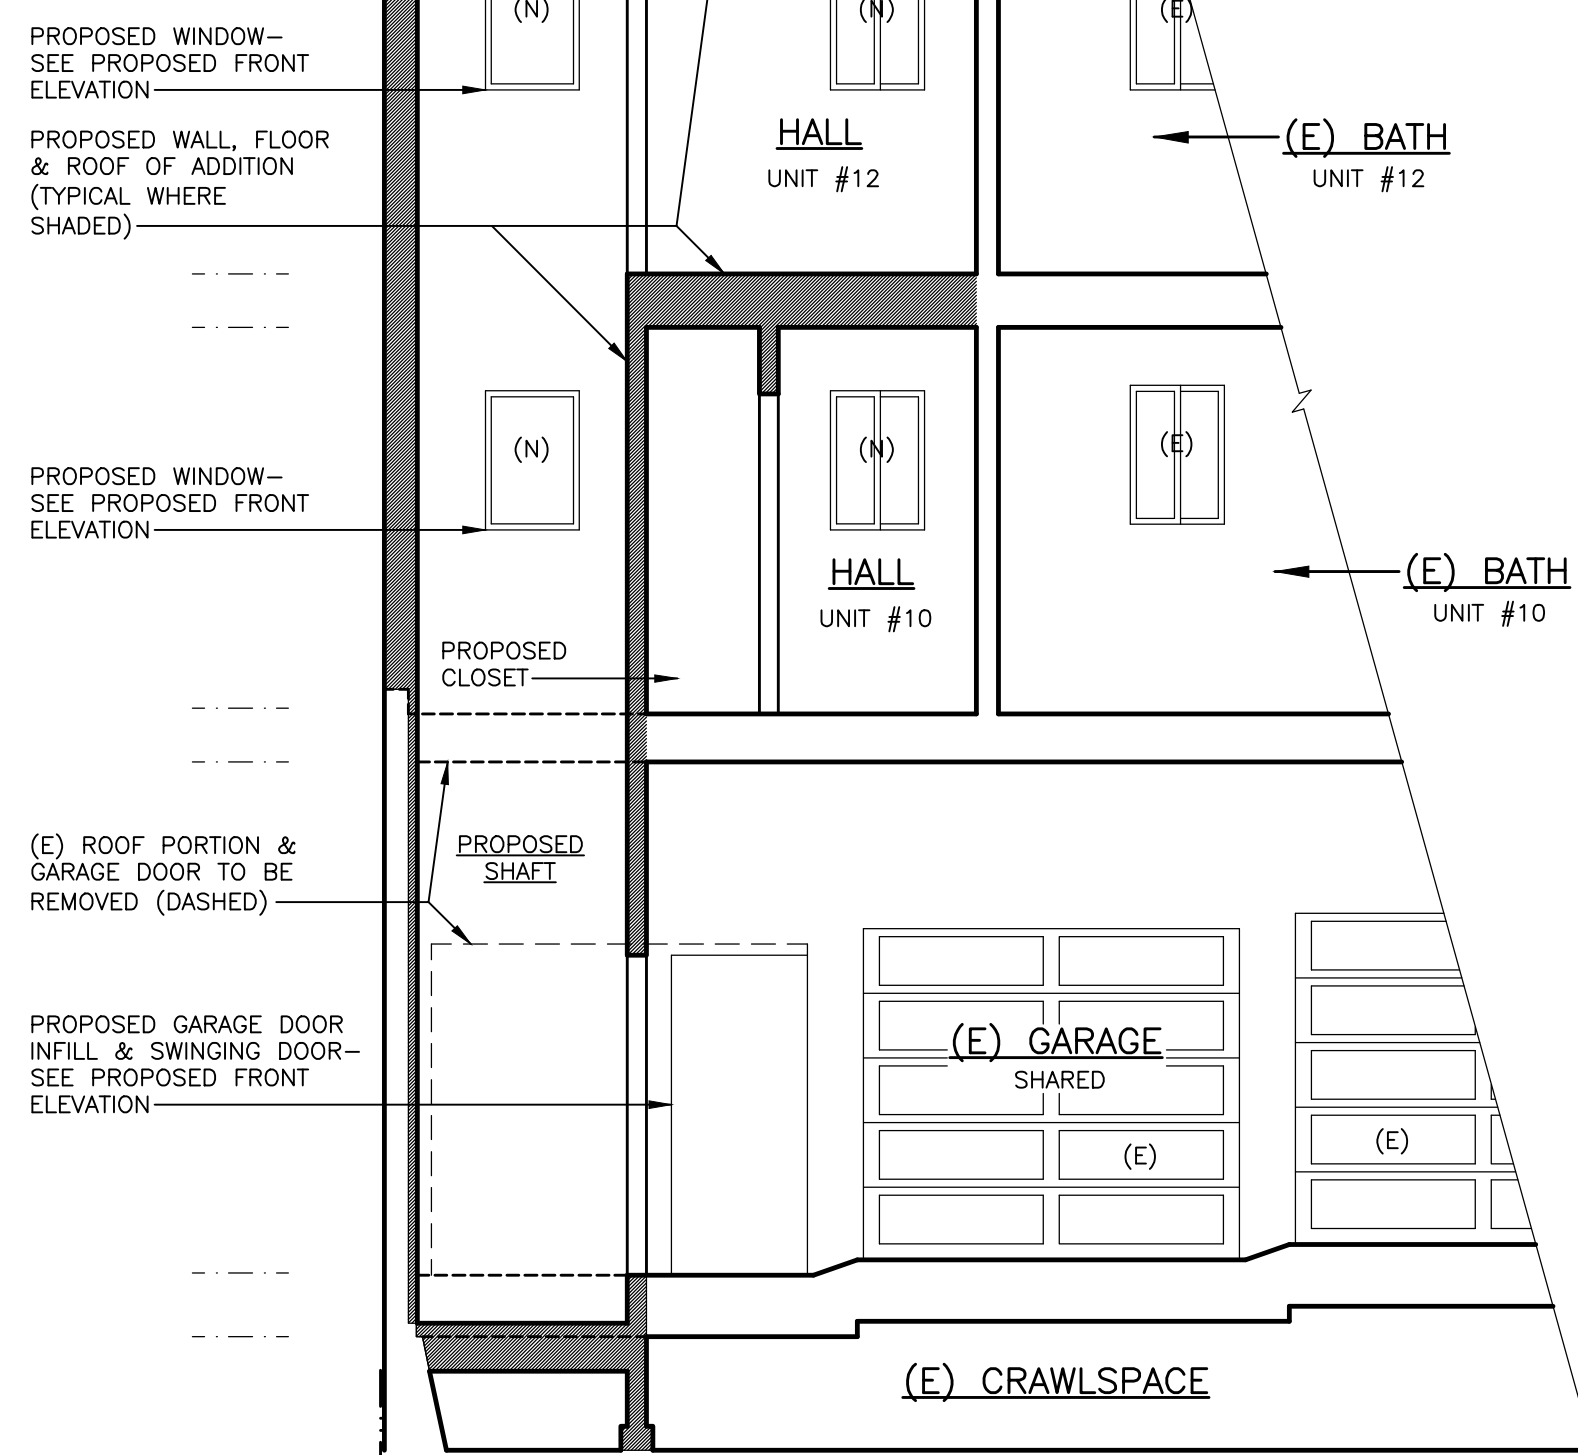 (N)
(N)
(E)
PROPOSED WINDOW–
SEE PROPOSED FRONT
ELEVATION
PROPOSED WALL, FLOOR
& ROOF OF ADDITION
(TYPICAL WHERE
SHADED)
HALL
UNIT #12
(E) BATH
UNIT #12
(N)
(N)
(E)
PROPOSED WINDOW–
SEE PROPOSED FRONT
ELEVATION
HALL
UNIT #10
(E) BATH
UNIT #10
PROPOSED
CLOSET
(E) ROOF PORTION &
GARAGE DOOR TO BE
REMOVED (DASHED)
PROPOSED
SHAFT
PROPOSED GARAGE DOOR
INFILL & SWINGING DOOR–
SEE PROPOSED FRONT
ELEVATION
(E) GARAGE
SHARED
(E)
(E)
(E) CRAWLSPACE